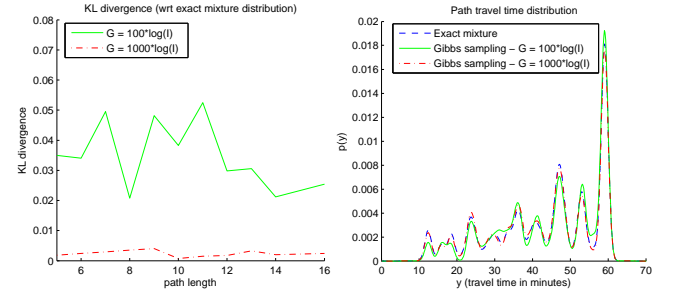 KL divergence (wrt exact mixture distribution)
KL divergence
0.08
0.07
0.06
0.05
0.04
0.03
0.02
0.01
0
G = 100*log(I)
G = 1000*log(I)
6 8 10 12 14 16
path length
Path travel time distribution
p(y)
0.02
0.018
0.016
0.014
0.012
0.01
0.008
0.006
0.004
0.002
0
Exact mixture
Gibbs sampling − G = 100*log(I)
Gibbs sampling − G = 1000*log(I)
0 10 20 30 40 50 60 70
y (travel time in minutes)